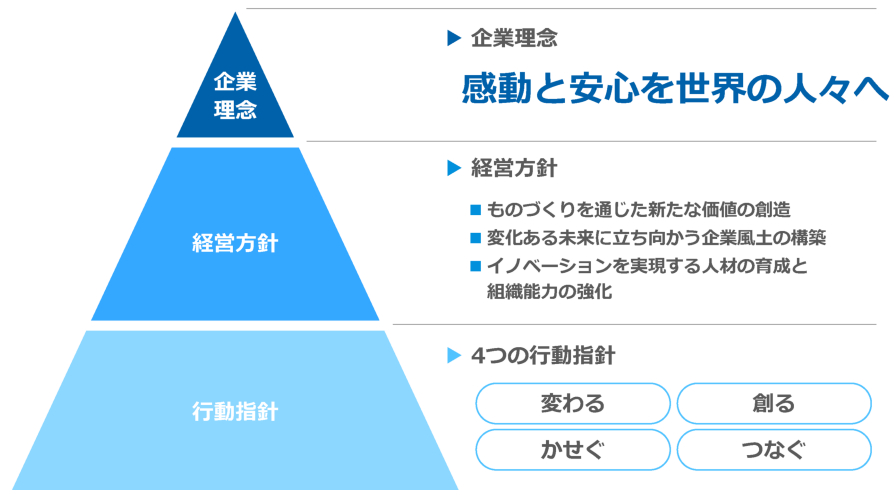 企業
理念
企業理念
感動と安心を世界の人々へ
経営方針
経営方針
ものづくりを通じた新たな価値の創造
変化ある未来に立ち向かう企業風土の構築
イノベーションを実現する人材の育成と
組織能力の強化
行動指針
4つの行動指針
変わる
創る
かせぐ
つなぐ